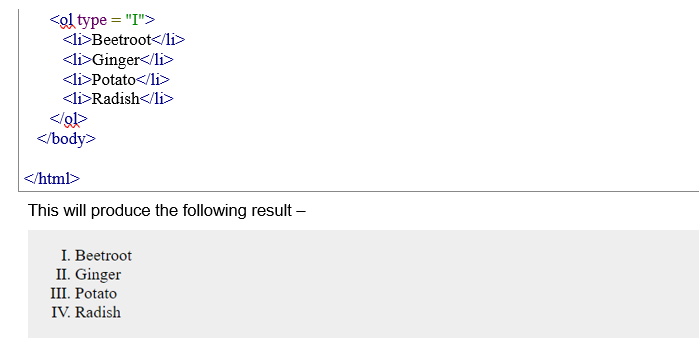 <ol type = "I">
<li>Beetroot</li>
<li>Ginger</li>
<li>Potato</li>
<li>Radish</li>
</ol>
</body>
</html>
This will produce the following result –
I. Beetroot
II. Ginger
III. Potato
IV. Radish